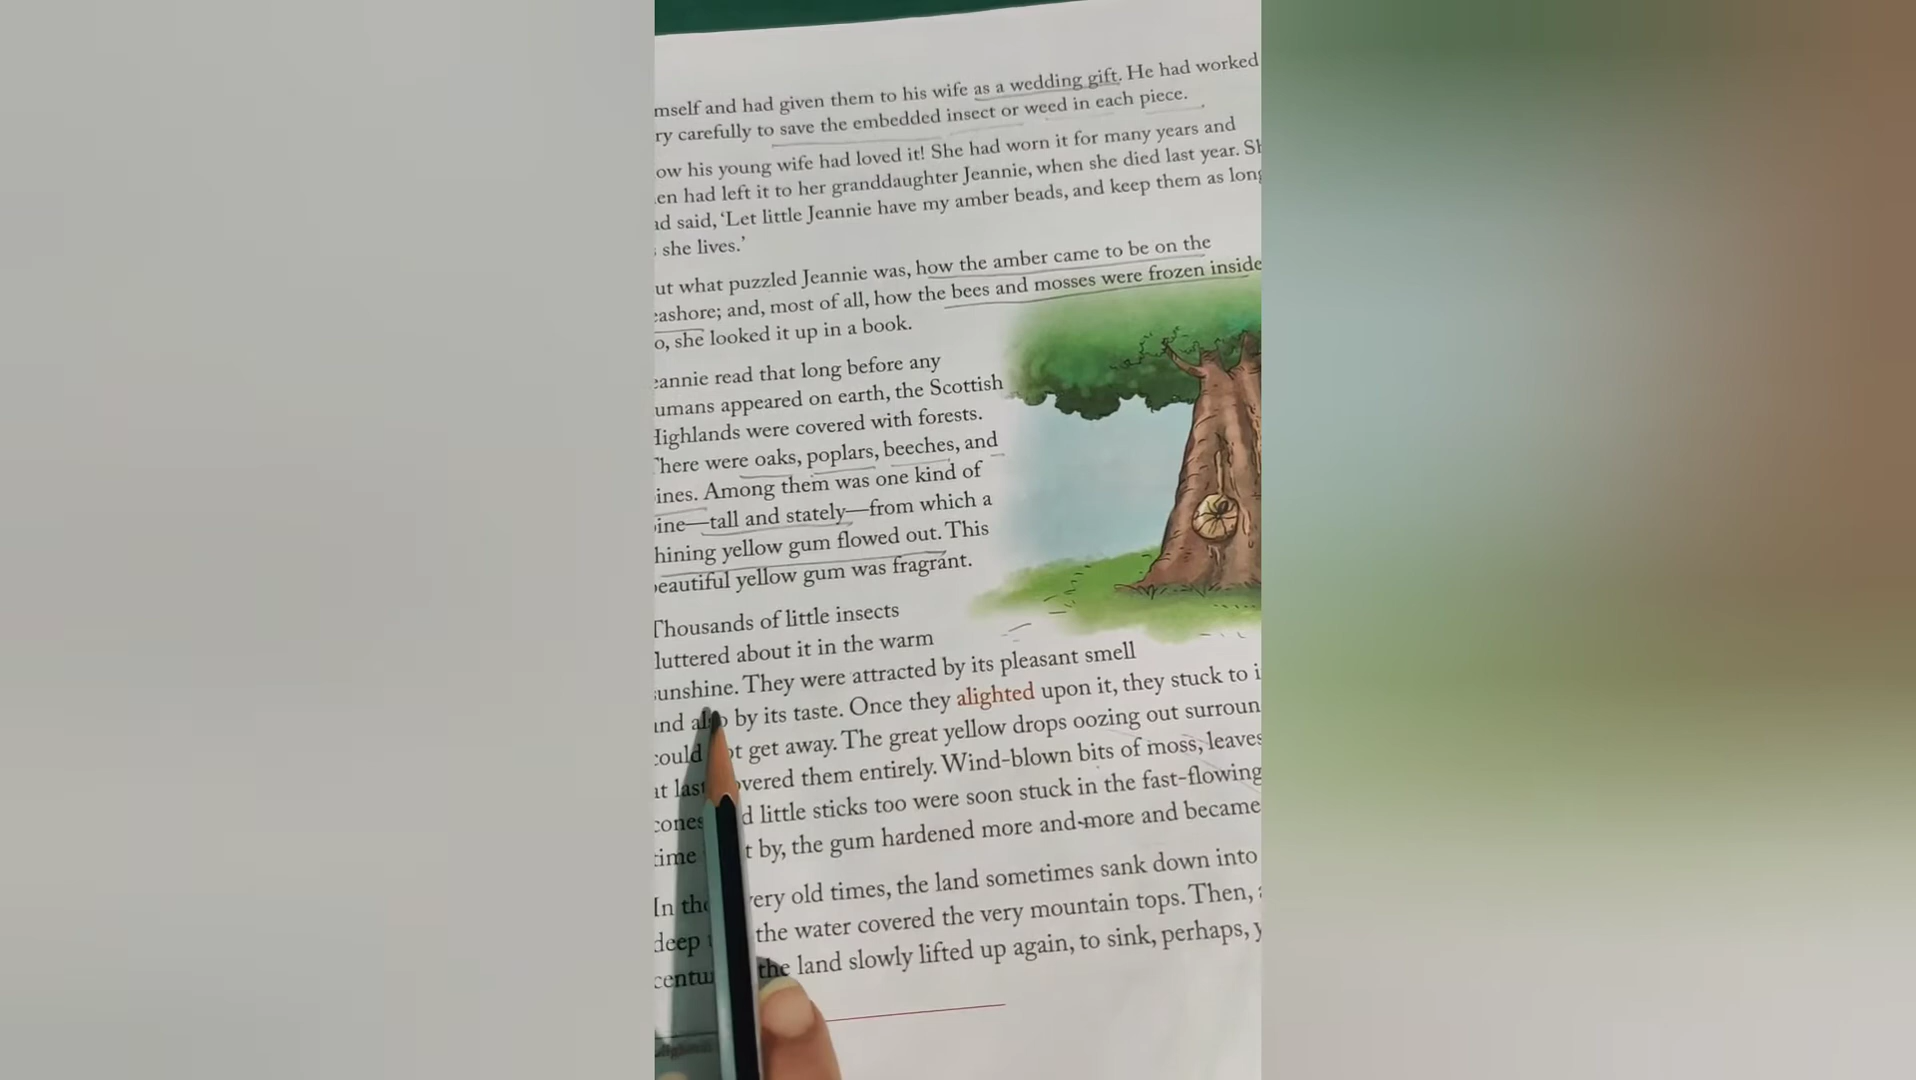 mself and had given them to his wife as a wedding gift. He had worked
ry carefully to save the embedded insect or weed in each piece.
ow his young wife had loved it! She had worn it for many years and
en had left it to her granddaughter Jeannie, when she died last year. Sh
ad said, ‘Let little Jeannie have my amber beads, and keep them as long
she lives.’
ut what puzzled Jeannie was, how the amber came to be on the
eashore; and, most of all, how the bees and mosses were frozen inside
o, she looked it up in a book.
eannie read that long before any
umans appeared on earth, the Scottish
Highlands were covered with forests.
There were oaks, poplars, beeches, and
ines. Among them was one kind of
ine—tall and stately—from which a
hining yellow gum flowed out. This
beautiful yellow gum was fragrant.
Thousands of little insects
luttered about it in the warm
sunshine. They were attracted by its pleasant smell
and also by its taste. Once they alighted upon it, they stuck to i
could ot get away. The great yellow drops oozing out surroun
at last overed them entirely. Wind-blown bits of moss, leaves
cones d little sticks too were soon stuck in the fast-flowing
time t by, the gum hardened more and more and became
In the very old times, the land sometimes sank down into
deep the water covered the very mountain tops. Then, a
centu the land slowly lifted up again, to sink, perhaps, y